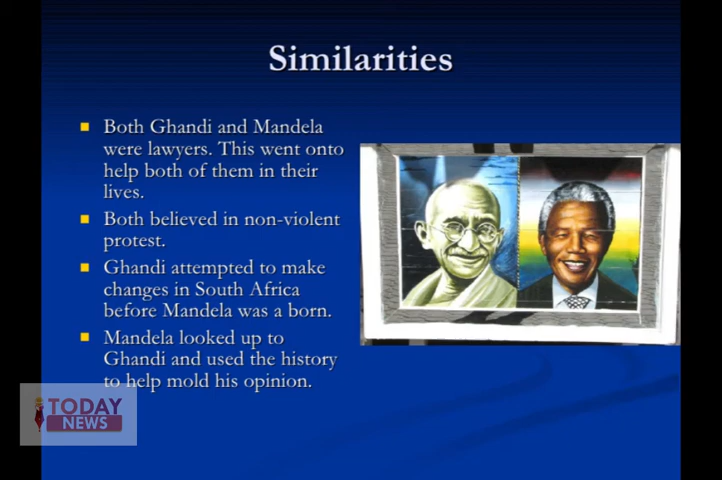 Similarities
Both Ghandi and Mandela
were lawyers. This went onto
help both of them in their
lives.
Both believed in non-violent
protest.
Ghandi attempted to make
changes in South Africa
before Mandela was a born.
Mandela looked up to
Ghandi and used the history
to help mold his opinion.
TODAY
NEWS